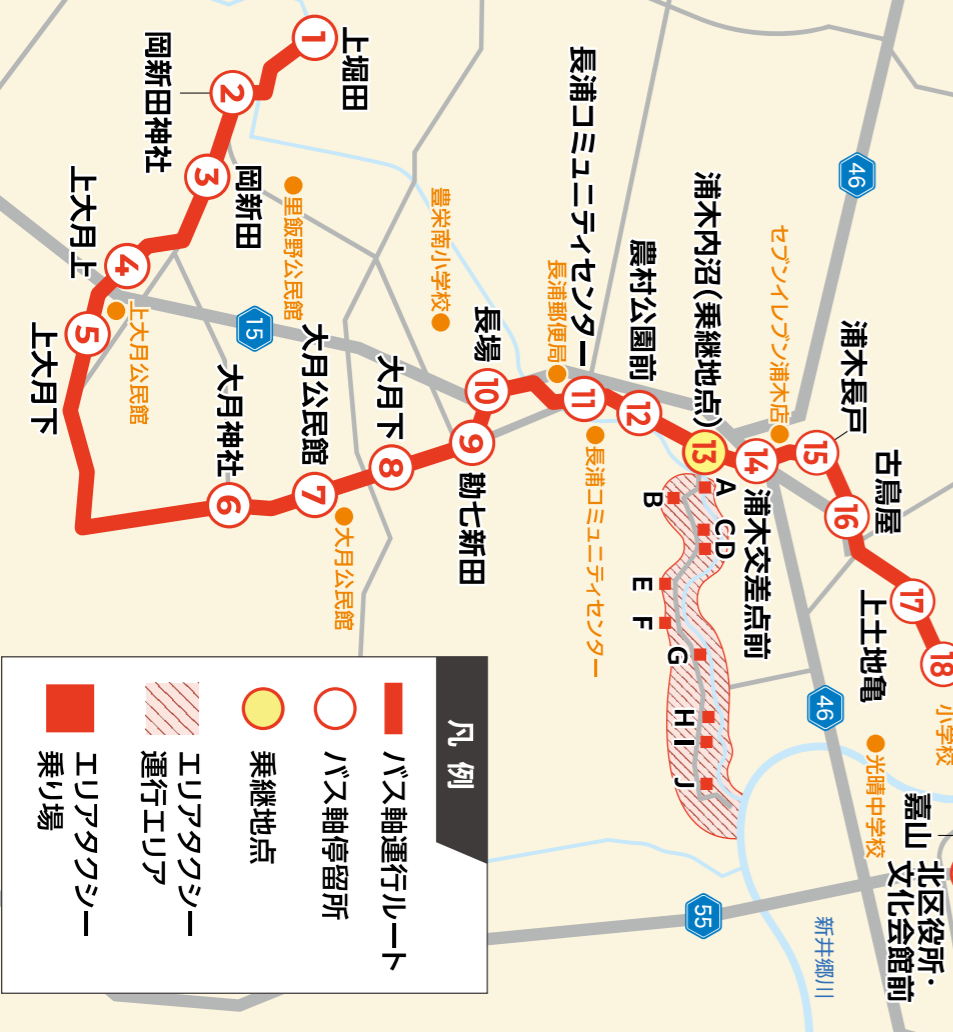 1
上堀田
2
岡新田神社
3
岡新田
4
上大月上
5
上大月下
6
大月神社
7
大月公民館
8
大月下
9
勘七新田
10
長場
11
長浦コミュニティセンター
12
農村公園前
13
浦木内沼(乗継地点)
14
浦木交差点前
15
浦木長戸
16
古鳥屋
17
上土地亀
18
嘉山
北区役所・
文化会館前
里飯野公民館
上大月公民館
豊栄南小学校
長浦郵便局
セブンイレブン浦木店
長浦コミュニティセンター
大月公民館
小学校
光晴中学校
新井郷川
46
15
46
55
A
B
C
D
E
F
G
H
I
J
凡例
バス軸運行ルート
バス軸停留所
乗継地点
エリアタクシー
運行エリア
エリアタクシー
乗り場